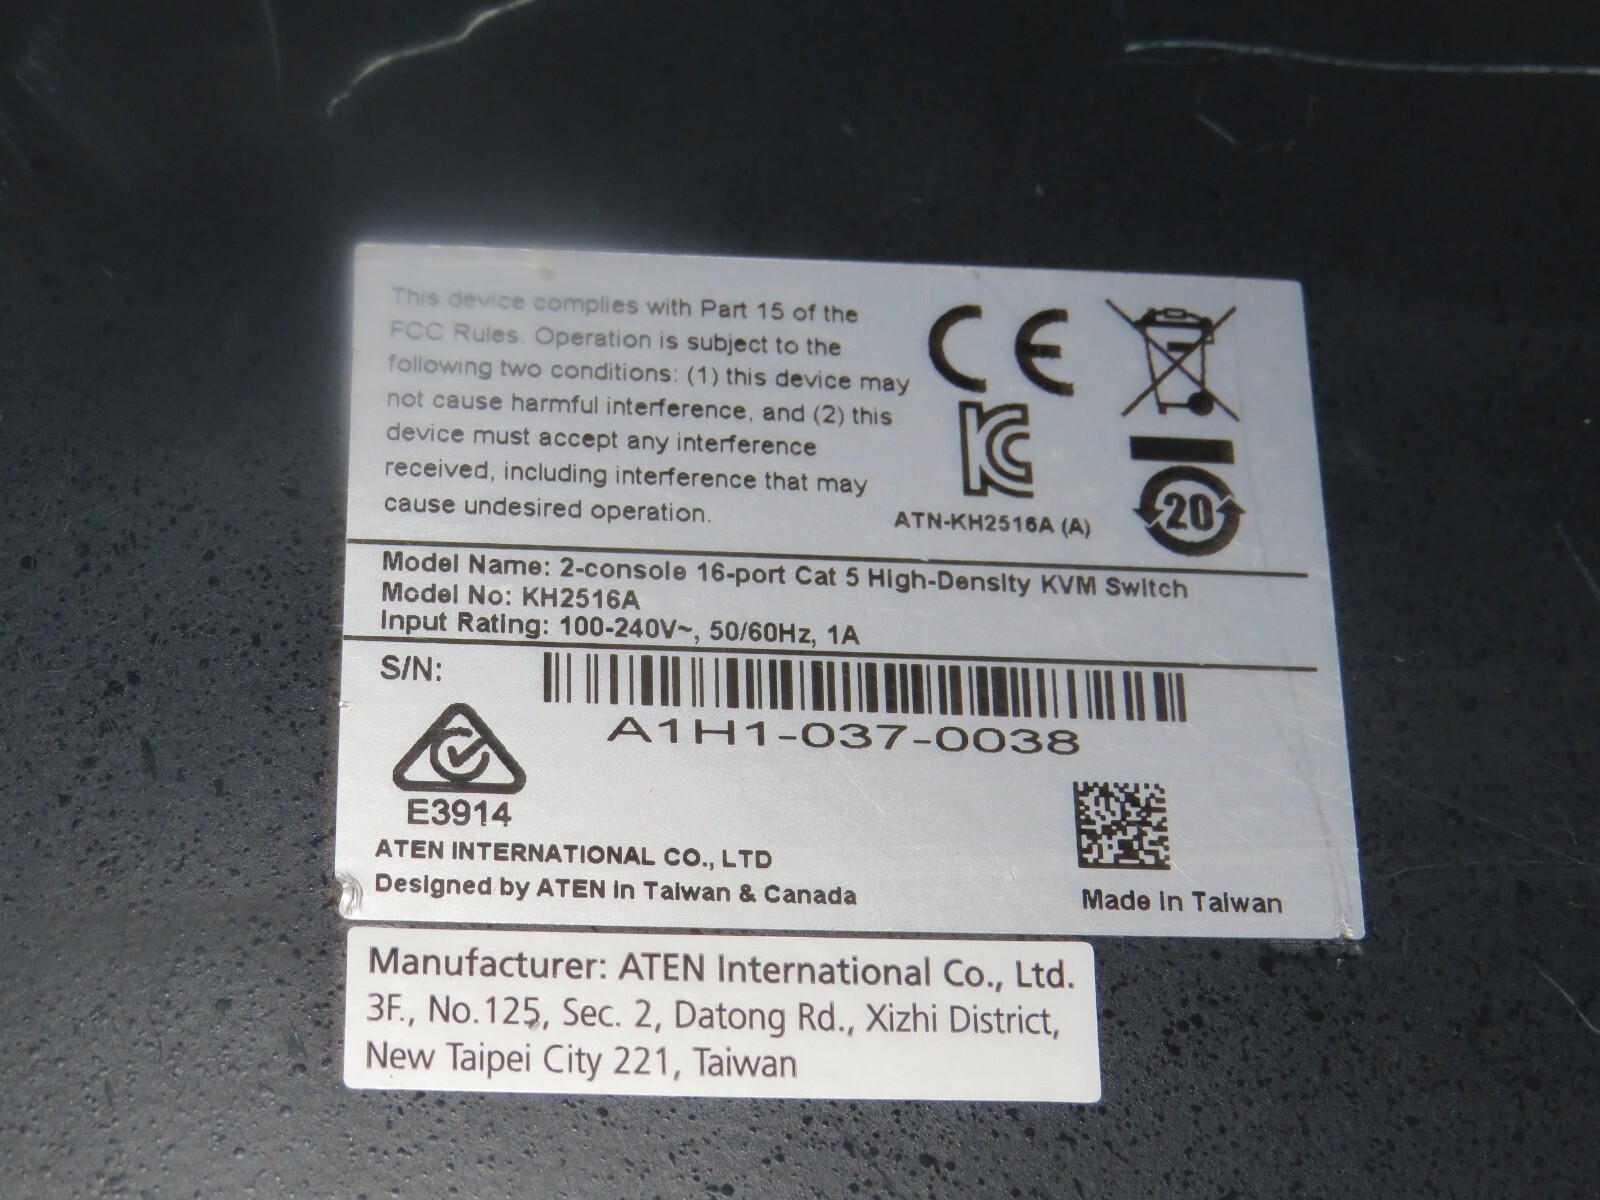 This device complies with Part 15 of the
FCC Rules. Operation is subject to the
following two conditions: (1) this device may
not cause harmful interference, and (2) this
device must accept any interference
received, including interference that may
cause undesired operation.
CE
KC
ATN-KH2516A (A)
20
Model Name: 2-console 16-port Cat 5 High-Density KVM Switch
Model No: KH2516A
Input Rating: 100-240V~, 50/60Hz, 1A
S/N:
A1H1-037-0038
E3914
ATEN INTERNATIONAL CO., LTD
Designed by ATEN in Taiwan & Canada
Made in Taiwan
Manufacturer: ATEN International Co., Ltd.
3F., No.125, Sec. 2, Datong Rd., Xizhi District,
New Taipei City 221, Taiwan